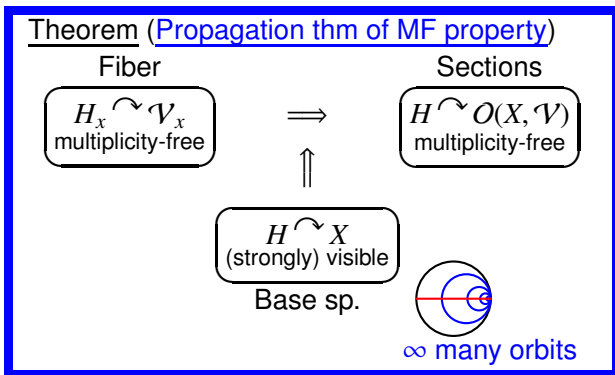 Theorem (Propagation thm of MF property)
Fiber Sections
H_x ↷ 𝒱_x ⟹ H ↷ 𝒪(X, 𝒱)
multiplicity-free multiplicity-free
⇑
H ↷ X
(strongly) visible
Base sp.
∞ many orbits